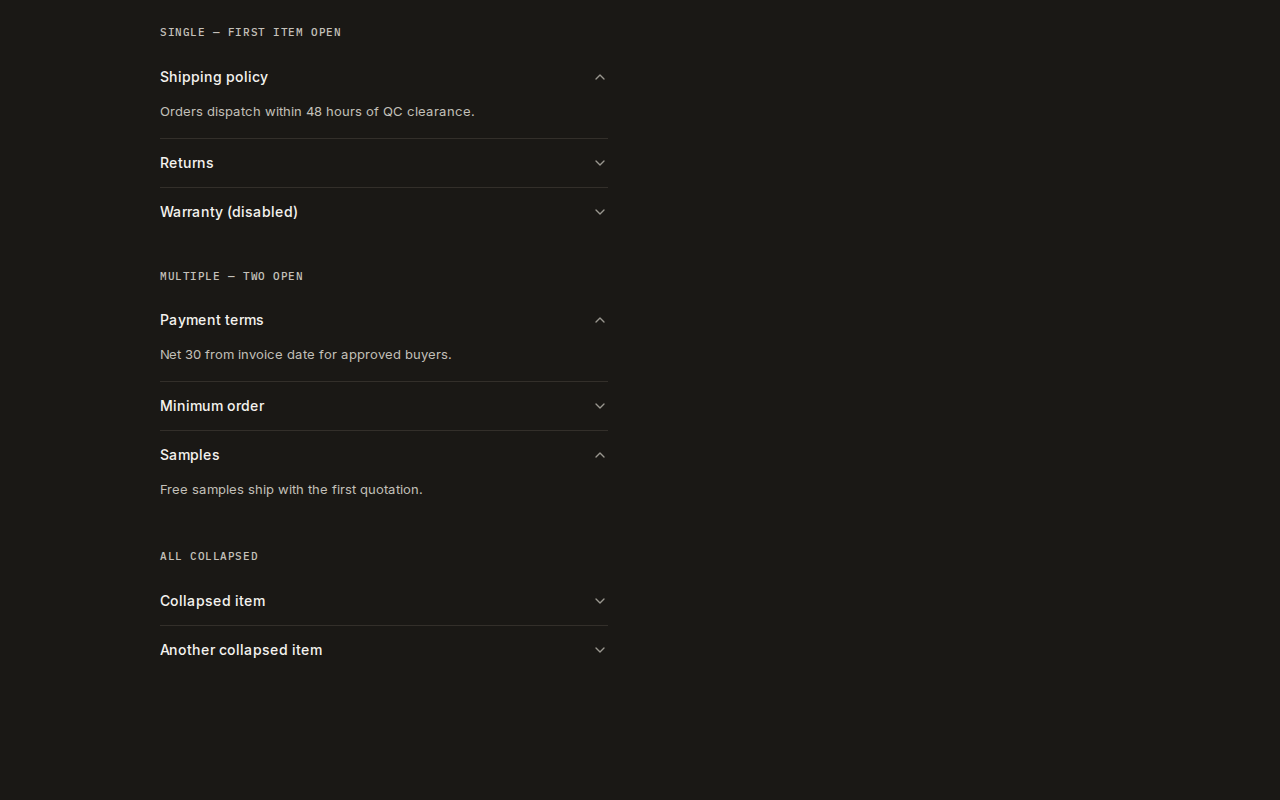 SINGLE — FIRST ITEM OPEN
Shipping policy
Orders dispatch within 48 hours of QC clearance.
Returns
Warranty (disabled)
MULTIPLE — TWO OPEN
Payment terms
Net 30 from invoice date for approved buyers.
Minimum order
Samples
Free samples ship with the first quotation.
ALL COLLAPSED
Collapsed item
Another collapsed item